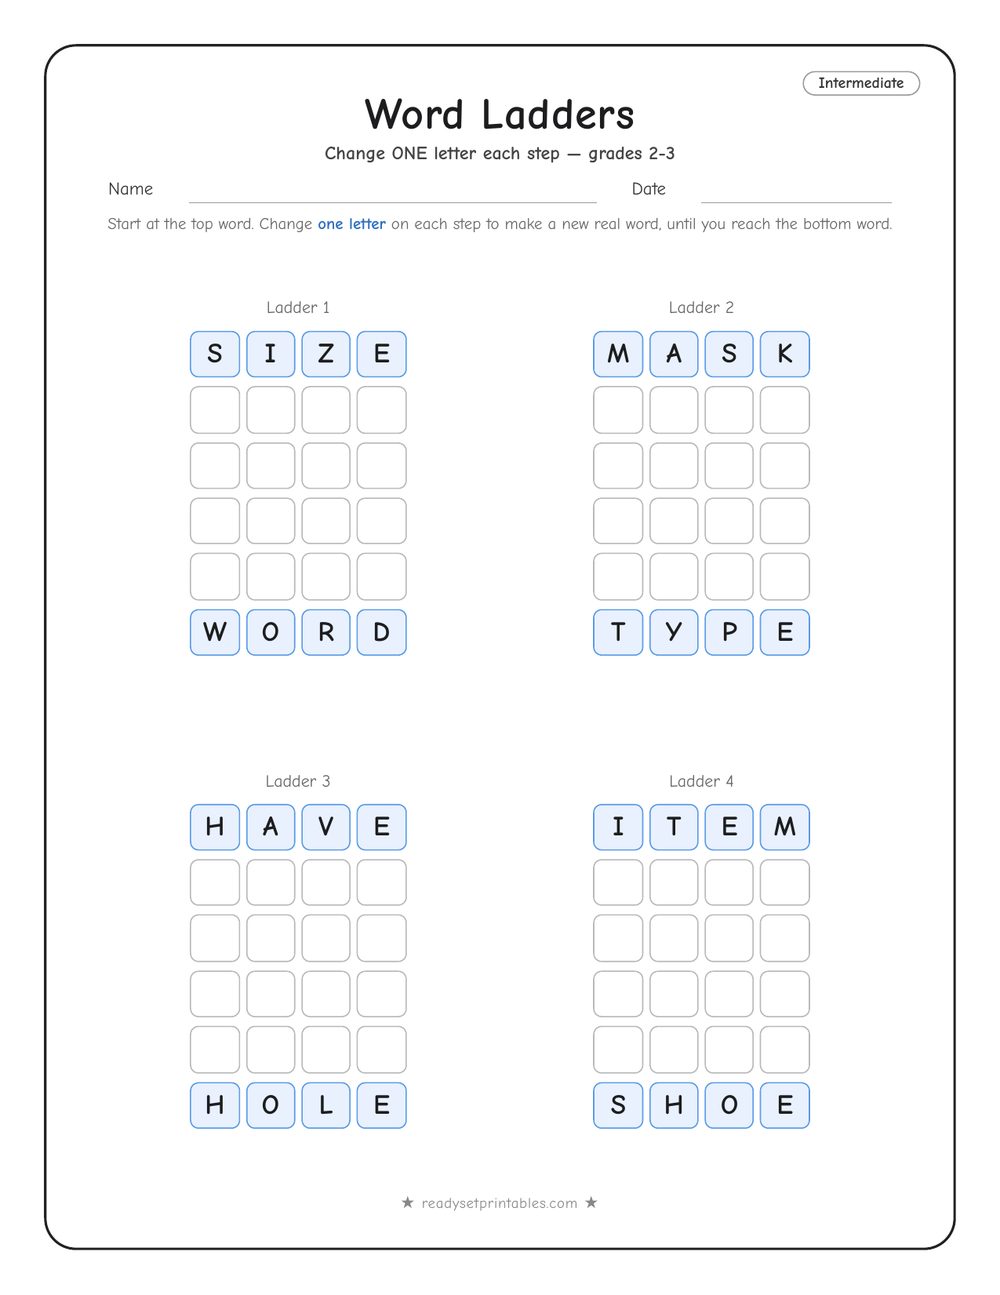 Intermediate
Word Ladders
Change ONE letter each step — grades 2-3
Name Date
Start at the top word. Change one letter on each step to make a new real word, until you reach the bottom word.
Ladder 1
S I Z E
W O R D
Ladder 2
M A S K
T Y P E
Ladder 3
H A V E
H O L E
Ladder 4
I T E M
S H O E
★ readysetprintables.com ★